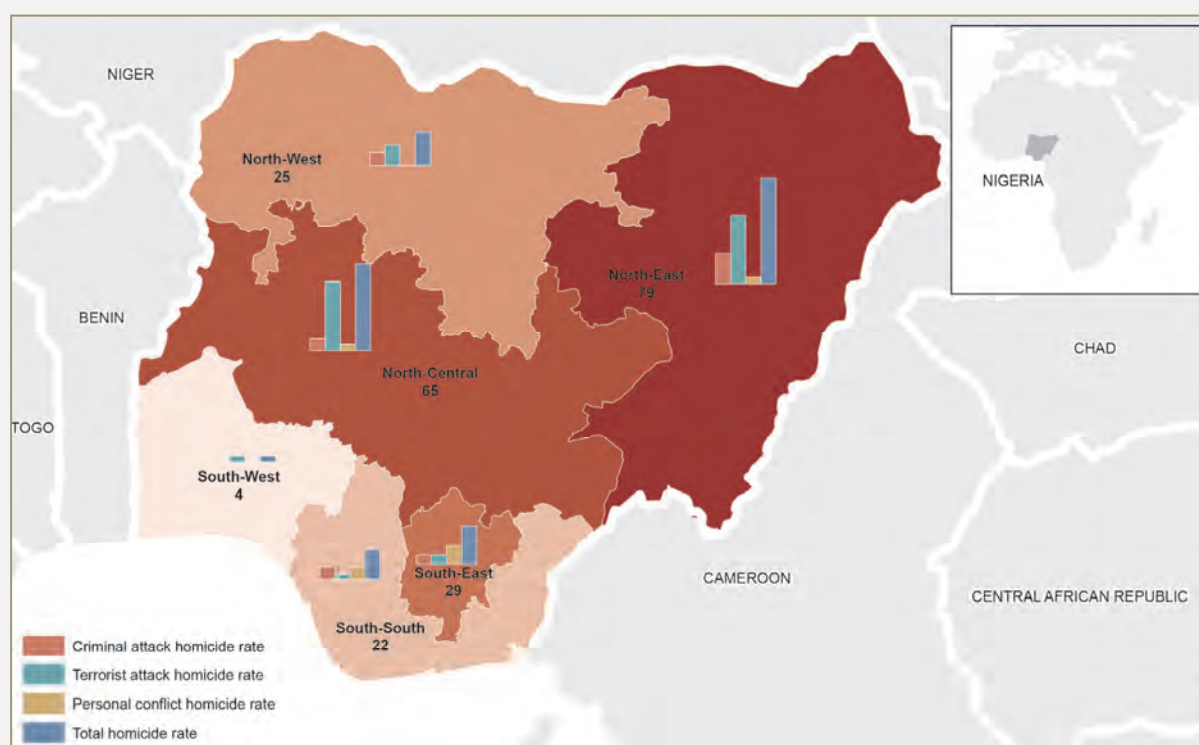 NIGER
North-West
25
NIGERIA
North-East
79
BENIN
CHAD
North-Central
65
TOGO
South-West
4
CAMEROON
South-East
29
CENTRAL AFRICAN REPUBLIC
South-South
22
Criminal attack homicide rate
Terrorist attack homicide rate
Personal conflict homicide rate
Total homicide rate